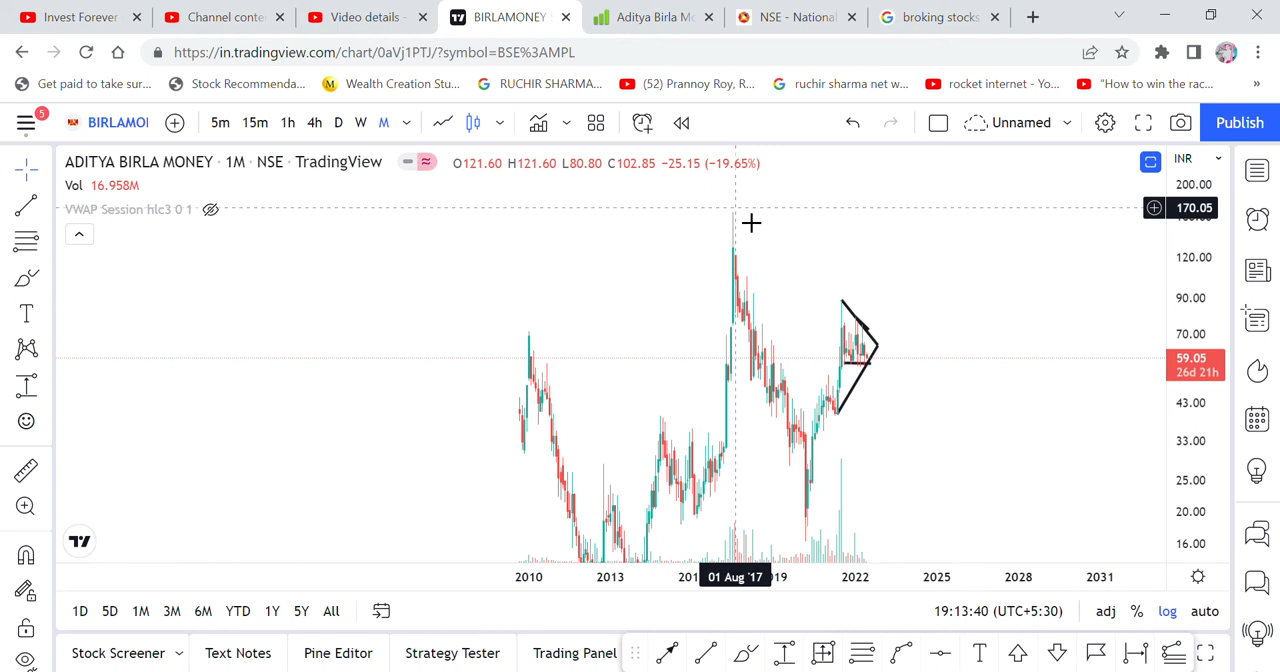 Invest Forever
Channel conte
Video details -
BIRLAMONEY
Aditya Birla Mo
NSE - National
broking stocks
https://in.tradingview.com/chart/0aVj1PTJ/?symbol=BSE%3AMPL
Get paid to take sur...
Stock Recommenda...
M Wealth Creation Stu...
RUCHIR SHARMA...
(52) Prannoy Roy, R...
ruchir sharma net w...
rocket internet - Yo...
"How to win the rac...
»
5
BIRLAMOI
5m 15m 1h 4h D W M
Unnamed
Publish
ADITYA BIRLA MONEY · 1M · NSE · TradingView
O121.60 H121.60 L80.80 C102.85 −25.15 (−19.65%)
INR
Vol 16.958M
VWAP Session hlc3 0 1
200.00
170.05
120.00
90.00
70.00
59.05
26d 21h
43.00
33.00
25.00
20.00
16.00
2010 2013 201 01 Aug '17 2019 2022 2025 2028 2031
1D 5D 1M 3M 6M YTD 1Y 5Y All
19:13:40 (UTC+5:30)
adj % log auto
Stock Screener
Text Notes
Pine Editor
Strategy Tester
Trading Panel